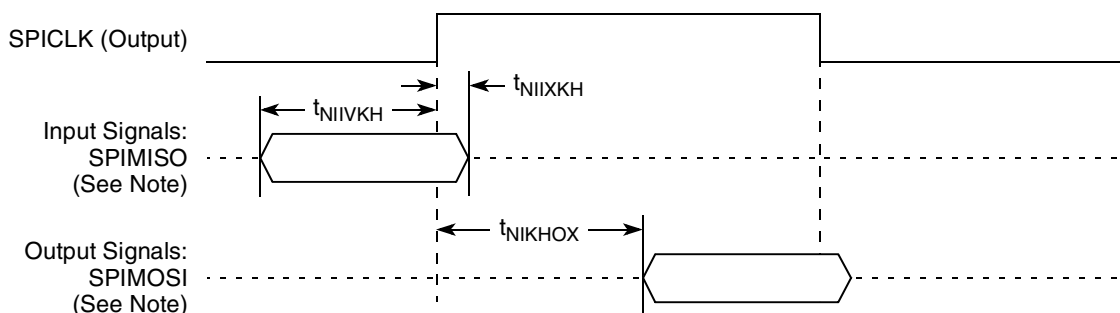 SPICLK (Output)
tNIIXKH
tNIIVKH
Input Signals:
SPIMISO
(See Note)
tNIKHOX
Output Signals:
SPIMOSI
(See Note)